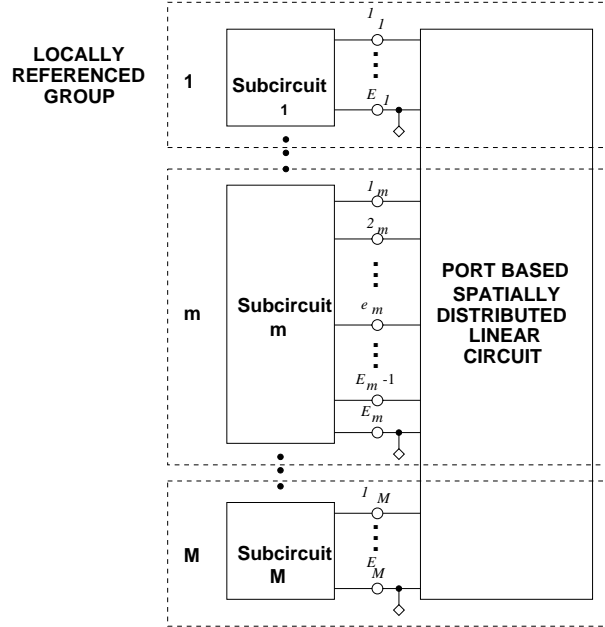 LOCALLY
REFERENCED
GROUP
1
Subcircuit
1
1 1
E 1
m
Subcircuit
m
1 m
2 m
e m
E m -1
E m
PORT BASED
SPATIALLY
DISTRIBUTED
LINEAR
CIRCUIT
M
Subcircuit
M
1 M
E M